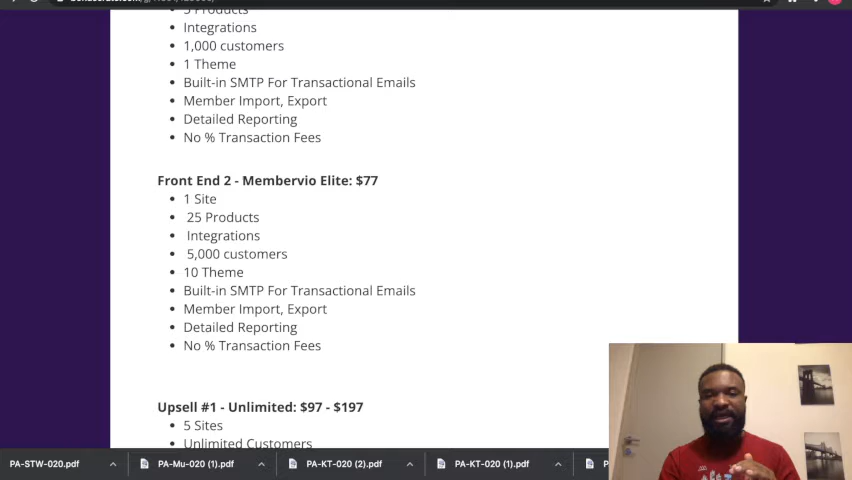 Integrations
1,000 customers
1 Theme
Built-in SMTP For Transactional Emails
Member Import, Export
Detailed Reporting
No % Transaction Fees
Front End 2 - Membervio Elite: $77
1 Site
25 Products
Integrations
5,000 customers
10 Theme
Built-in SMTP For Transactional Emails
Member Import, Export
Detailed Reporting
No % Transaction Fees
Upsell #1 - Unlimited: $97 - $197
5 Sites
Unlimited Customers
PA-STW-020.pdf
PA-Mu-020 (1).pdf
PA-KT-020 (2).pdf
PA-KT-020 (1).pdf